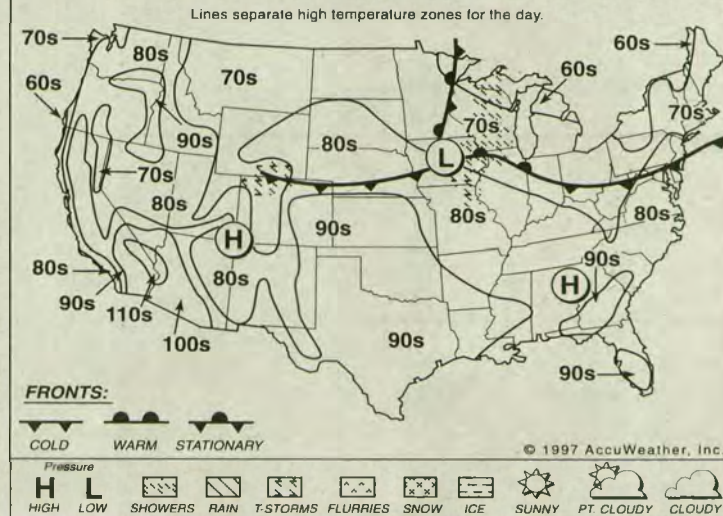 Lines separate high temperature zones for the day.
70s
80s
70s
60s
60s
60s
70s
90s
80s
70s
70s
80s
L
80s
80s
H
90s
80s
90s
H
80s
90s
110s
100s
90s
90s
FRONTS:
COLD WARM STATIONARY
© 1997 AccuWeather, Inc.
Pressure
H L
HIGH LOW SHOWERS RAIN T-STORMS FLURRIES SNOW ICE SUNNY PT. CLOUDY CLOUDY